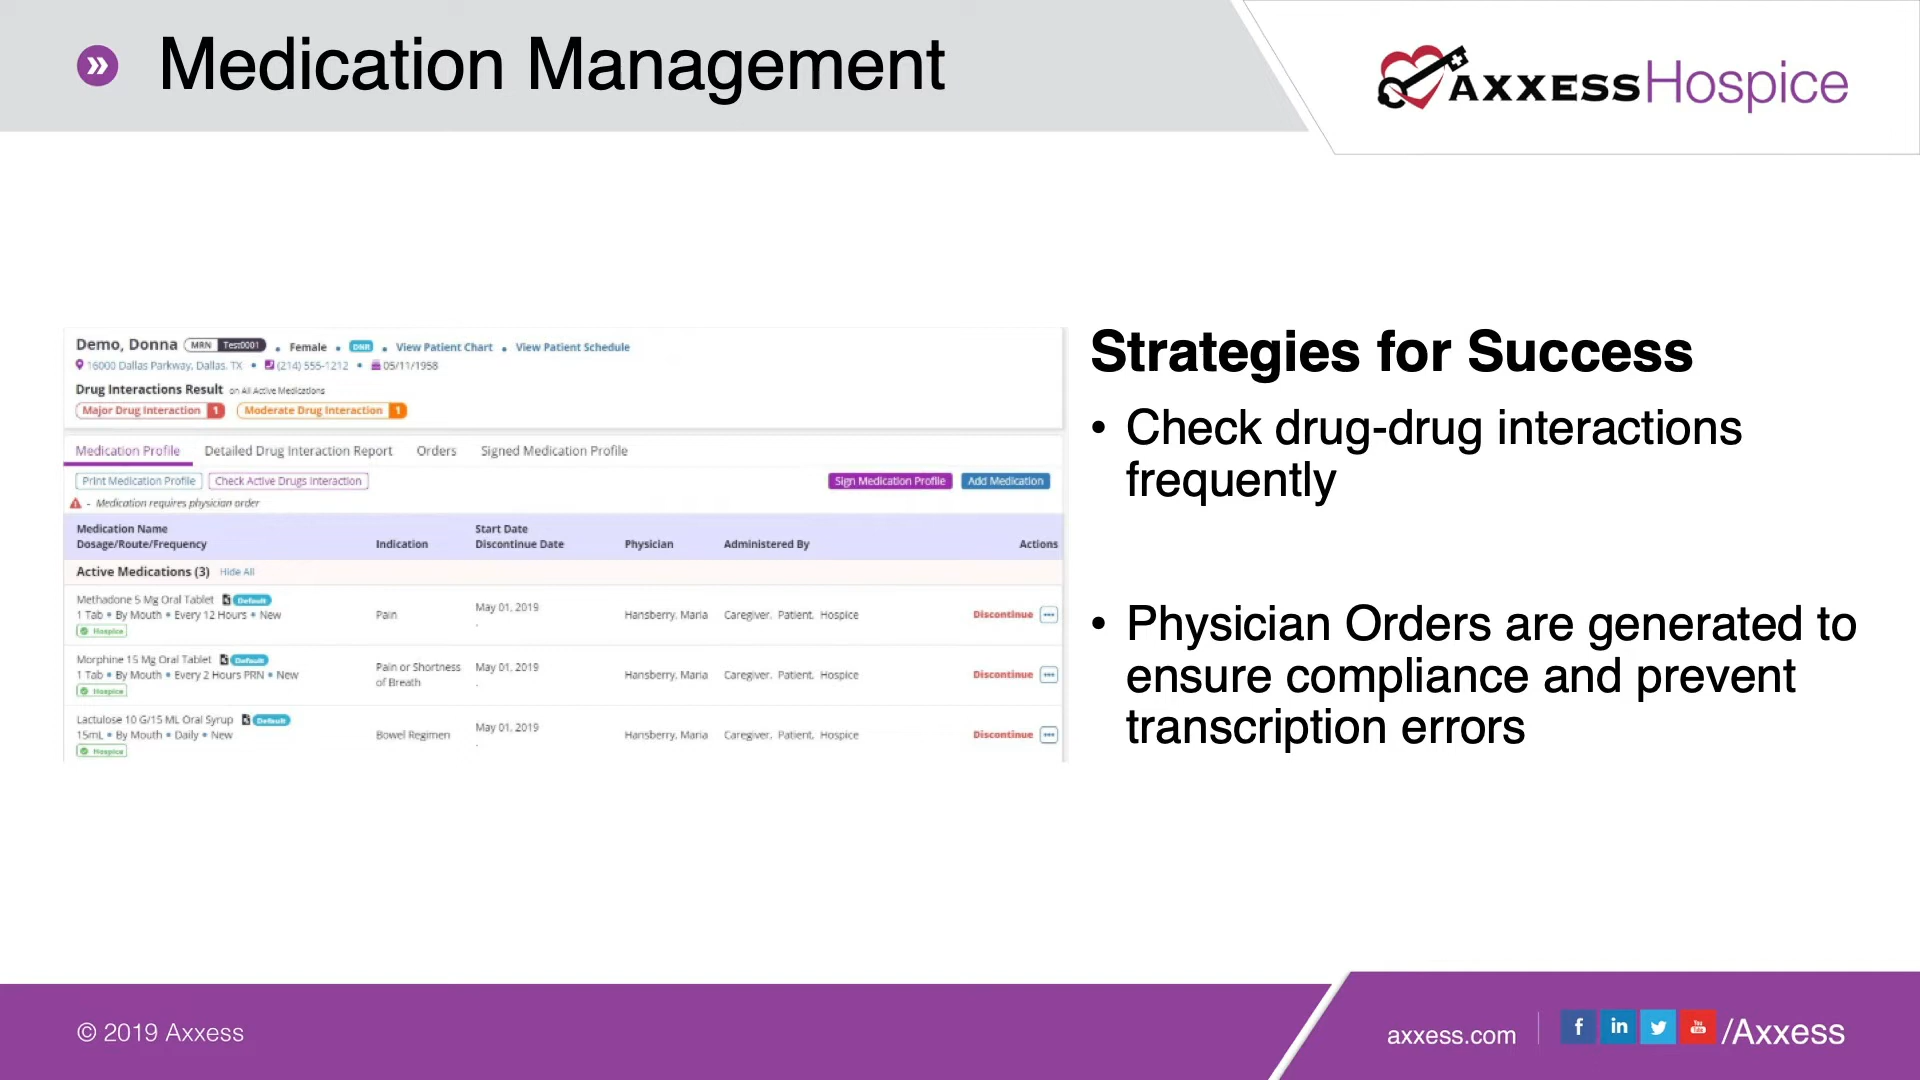 Medication Management
AXXESS Hospice
Demo, Donna MRN Test0001 • Female • DNR • View Patient Chart • View Patient Schedule
16000 Dallas Parkway, Dallas, TX • (214) 555-1212 • 05/11/1958
Drug Interactions Result on All Active Medications
Major Drug Interaction 1 Moderate Drug Interaction 1
Medication Profile Detailed Drug Interaction Report Orders Signed Medication Profile
Print Medication Profile Check Active Drugs Interaction Sign Medication Profile Add Medication
- Medication requires physician order
Medication Name Start Date
Dosage/Route/Frequency Indication Discontinue Date Physician Administered By Actions
Active Medications (3) Hide All
Methadone 5 Mg Oral Tablet Default
1 Tab • By Mouth • Every 12 Hours • New Pain May 01, 2019 Hansberry, Maria Caregiver, Patient, Hospice Discontinue
Hospice
Morphine 15 Mg Oral Tablet Default
1 Tab • By Mouth • Every 2 Hours PRN • New Pain or Shortness of Breath May 01, 2019 Hansberry, Maria Caregiver, Patient, Hospice Discontinue
Hospice
Lactulose 10 G/15 ML Oral Syrup Default
15mL • By Mouth • Daily • New Bowel Regimen May 01, 2019 Hansberry, Maria Caregiver, Patient, Hospice Discontinue
Hospice
Strategies for Success
• Check drug-drug interactions
frequently
• Physician Orders are generated to
ensure compliance and prevent
transcription errors
© 2019 Axxess
axxess.com f in You Tube /Axxess